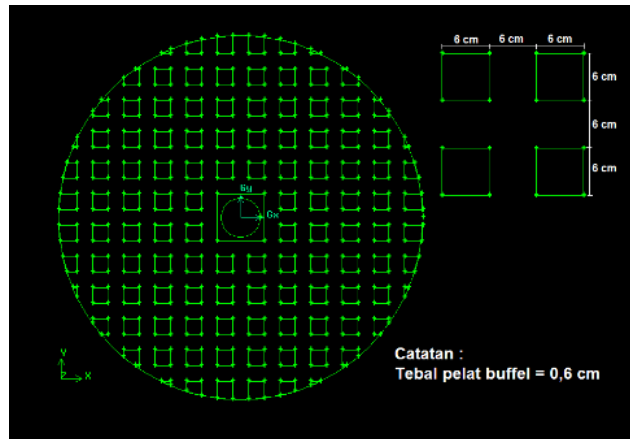 6 cm 6 cm 6 cm
6 cm
6 cm
6 cm
Gy
Gx
Y
Z X
Catatan :
Tebal pelat buffel = 0,6 cm